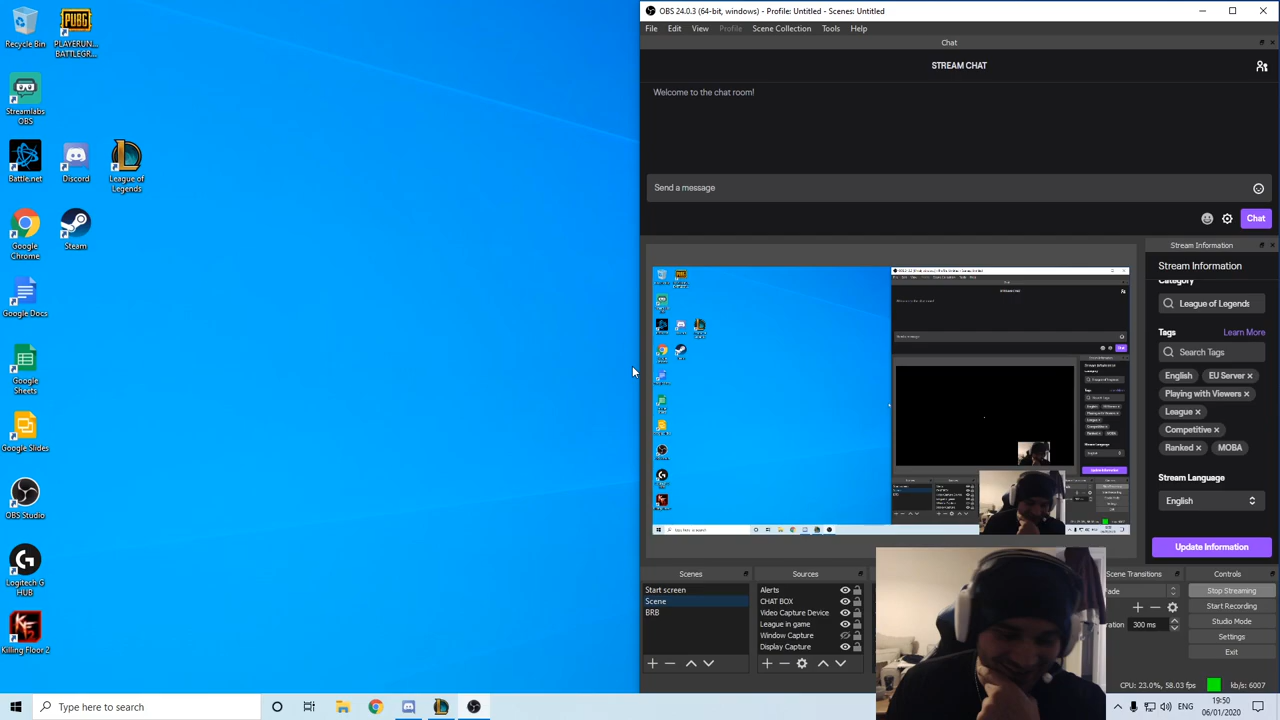 Recycle Bin
PLAYERUN...
BATTLEGR...
Streamlabs
OBS
Battle.net
Discord
League of
Legends
Google
Chrome
Steam
Google Docs
Google
Sheets
Google Slides
OBS Studio
Logitech G
HUB
Killing Floor 2
OBS 24.0.3 (64-bit, windows) - Profile: Untitled - Scenes: Untitled
File Edit View Profile Scene Collection Tools Help
Chat
STREAM CHAT
Welcome to the chat room!
Send a message
Chat
Stream Information
Stream Information
Category
League of Legends
Tags
Learn More
Search Tags
English
EU Server ×
Playing with Viewers ×
League ×
Competitive ×
Ranked ×
MOBA
Stream Language
English
Update Information
Scenes
Start screen
Scene
BRB
Sources
Alerts
CHAT BOX
Video Capture Device
League in game
Window Capture
Display Capture
Scene Transitions
300 ms
Controls
Stop Streaming
Start Recording
Studio Mode
Settings
Exit
CPU: 23.0%, 58.03 fps
kb/s: 6007
Type here to search
ENG
19:50
06/01/2020